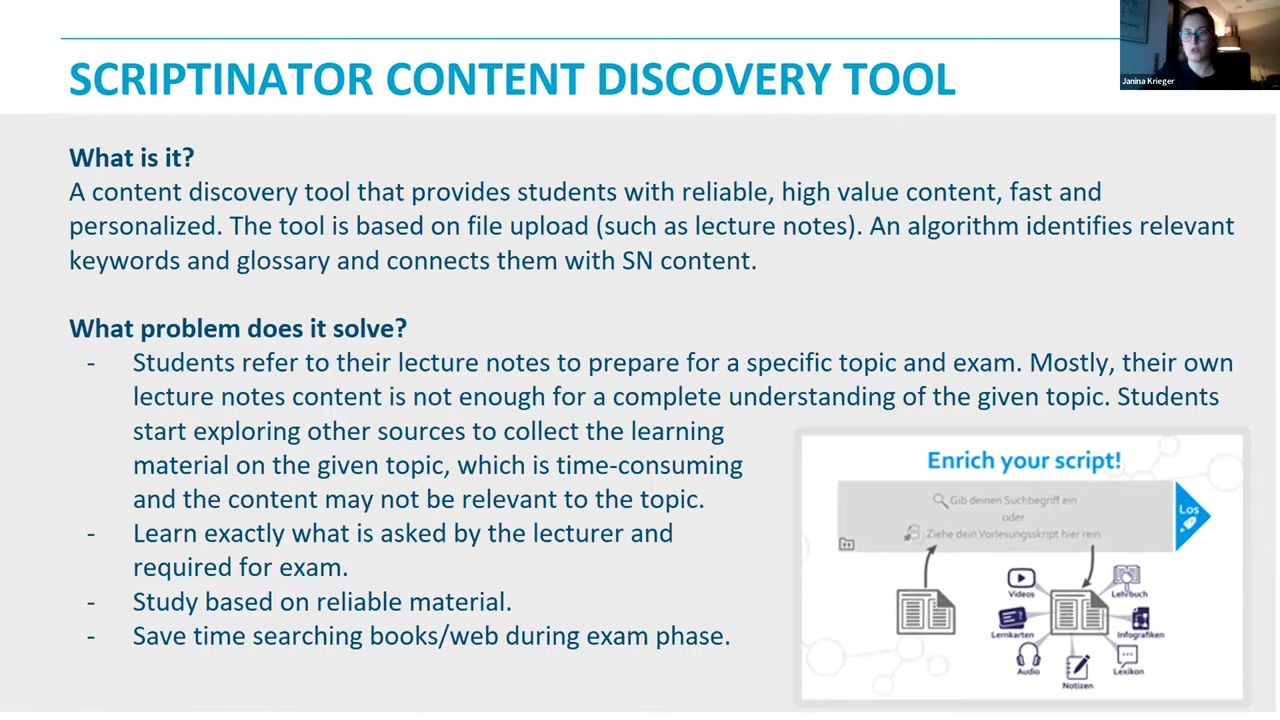 SCRIPTINATOR CONTENT DISCOVERY TOOL
Janina Krieger
What is it?
A content discovery tool that provides students with reliable, high value content, fast and
personalized. The tool is based on file upload (such as lecture notes). An algorithm identifies relevant
keywords and glossary and connects them with SN content.
What problem does it solve?
- Students refer to their lecture notes to prepare for a specific topic and exam. Mostly, their own
lecture notes content is not enough for a complete understanding of the given topic. Students
start exploring other sources to collect the learning
material on the given topic, which is time-consuming
and the content may not be relevant to the topic.
- Learn exactly what is asked by the lecturer and
required for exam.
- Study based on reliable material.
- Save time searching books/web during exam phase.
Enrich your script!
Gib deinen Suchbegriff ein
oder
Ziehe dein Vorlesungsskript hier rein
Los
Videos
Lehrbuch
Lernkarten
Infografiken
Audio
Notizen
Lexikon